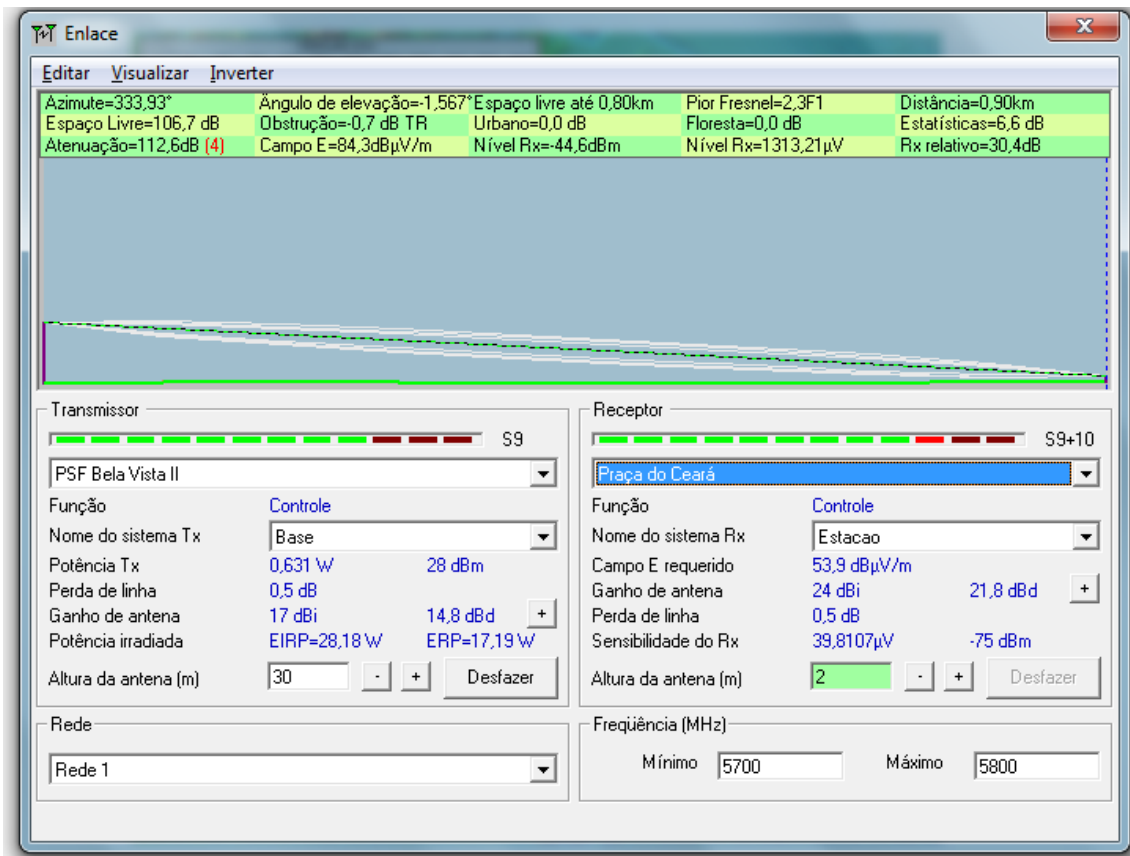 Enlace
Editar Visualizar Inverter
Azimute=333,93° Ângulo de elevação=-1,567° Espaço livre até 0,80km Pior Fresnel=2,3F1 Distância=0,90km
Espaço Livre=106,7 dB Obstrução=-0,7 dB TR Urbano=0,0 dB Floresta=0,0 dB Estatísticas=6,6 dB
Atenuação=112,6dB (4) Campo E=84,3dBµV/m Nível Rx=-44,6dBm Nível Rx=1313,21µV Rx relativo=30,4dB
Transmissor
S9
PSF Bela Vista II
Função Controle
Nome do sistema Tx Base
Potência Tx 0,631 W 28 dBm
Perda de linha 0,5 dB
Ganho de antena 17 dBi 14,8 dBd +
Potência irradiada EIRP=28,18 W ERP=17,19 W
Altura da antena (m) 30 - + Desfazer
Rede
Rede 1
Receptor
S9+10
Praça do Ceará
Função Controle
Nome do sistema Rx Estacao
Campo E requerido 53,9 dBµV/m
Ganho de antena 24 dBi 21,8 dBd +
Perda de linha 0,5 dB
Sensibilidade do Rx 39,8107µV -75 dBm
Altura da antena (m) 2 - + Desfazer
Freqüência (MHz)
Mínimo 5700 Máximo 5800